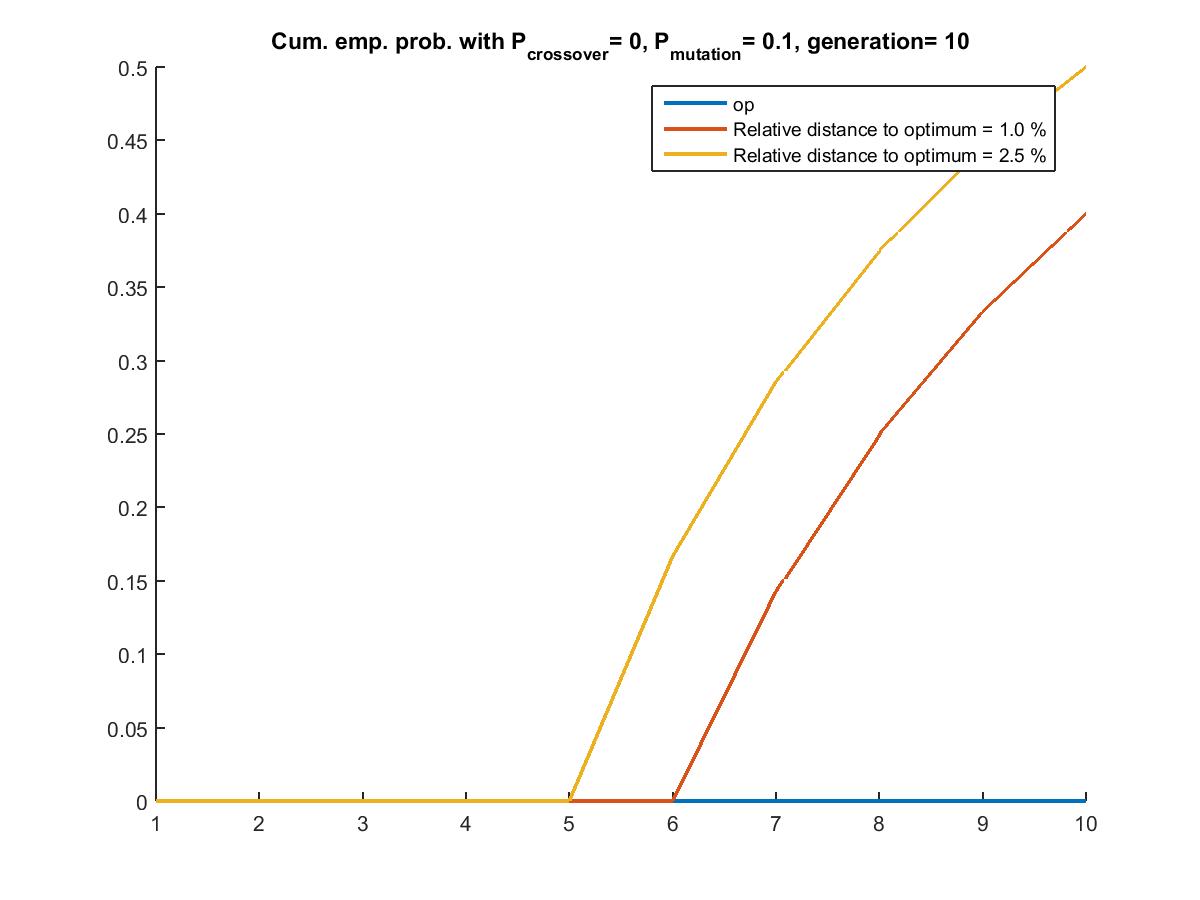 Cum. emp. prob. with P_crossover= 0, P_mutation= 0.1, generation= 10
op
Relative distance to optimum = 1.0 %
Relative distance to optimum = 2.5 %
0.5
0.45
0.4
0.35
0.3
0.25
0.2
0.15
0.1
0.05
0
1 2 3 4 5 6 7 8 9 10